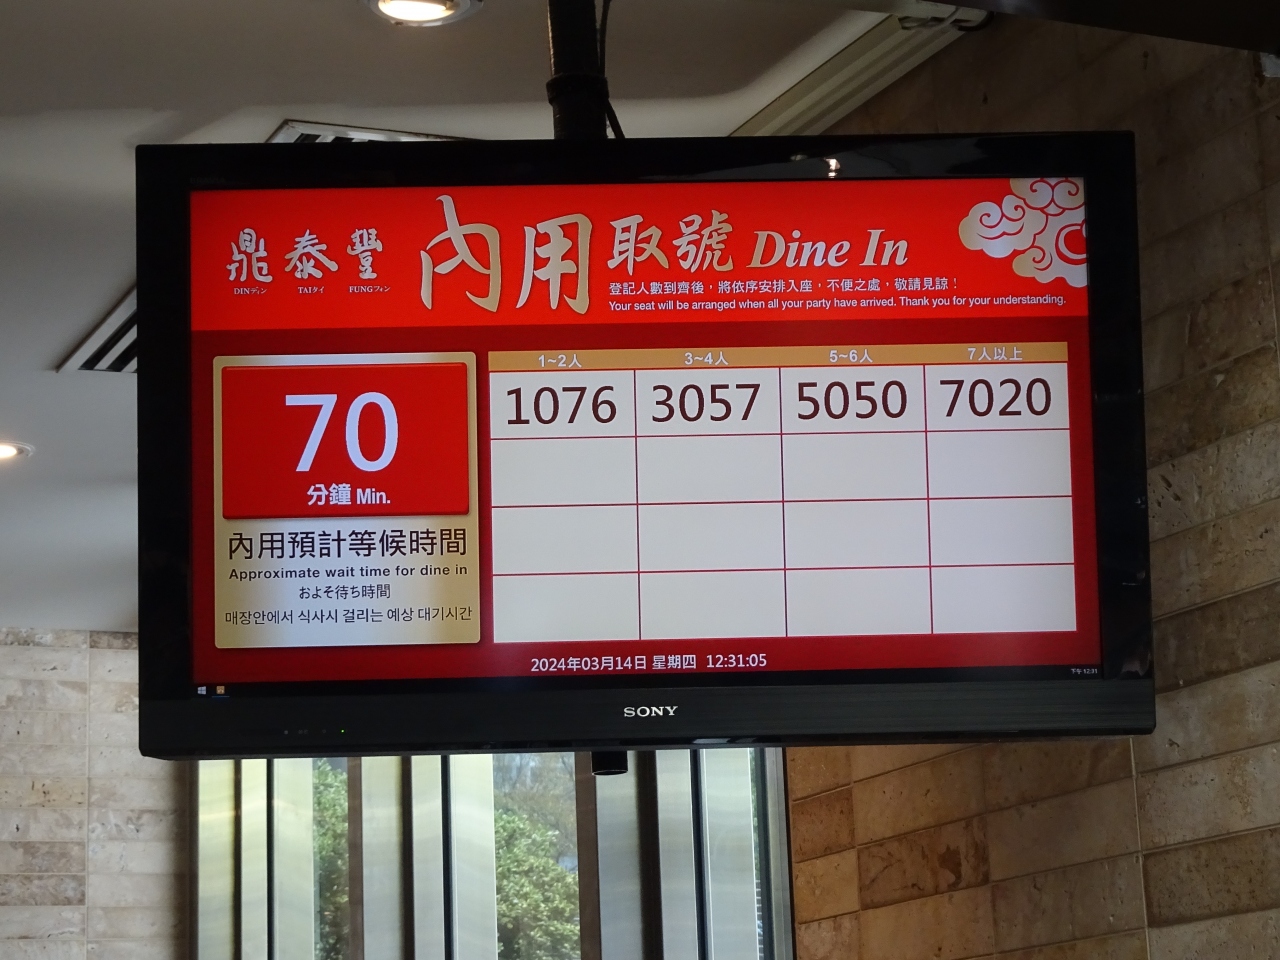 鼎泰豐
DINディン TAIタイ FUNGフォン
內用取號 Dine In
登記人數到齊後，將依序安排入座，不便之處，敬請見諒！
Your seat will be arranged when all your party have arrived. Thank you for your understanding.
70
分鐘 Min.
內用預計等候時間
Approximate wait time for dine in
およそ待ち時間
매장안에서 식사시 걸리는 예상 대기시간
1~2人 3~4人 5~6人 7人以上
1076 3057 5050 7020
2024年03月14日 星期四 12:31:05
下午 12:31
SONY